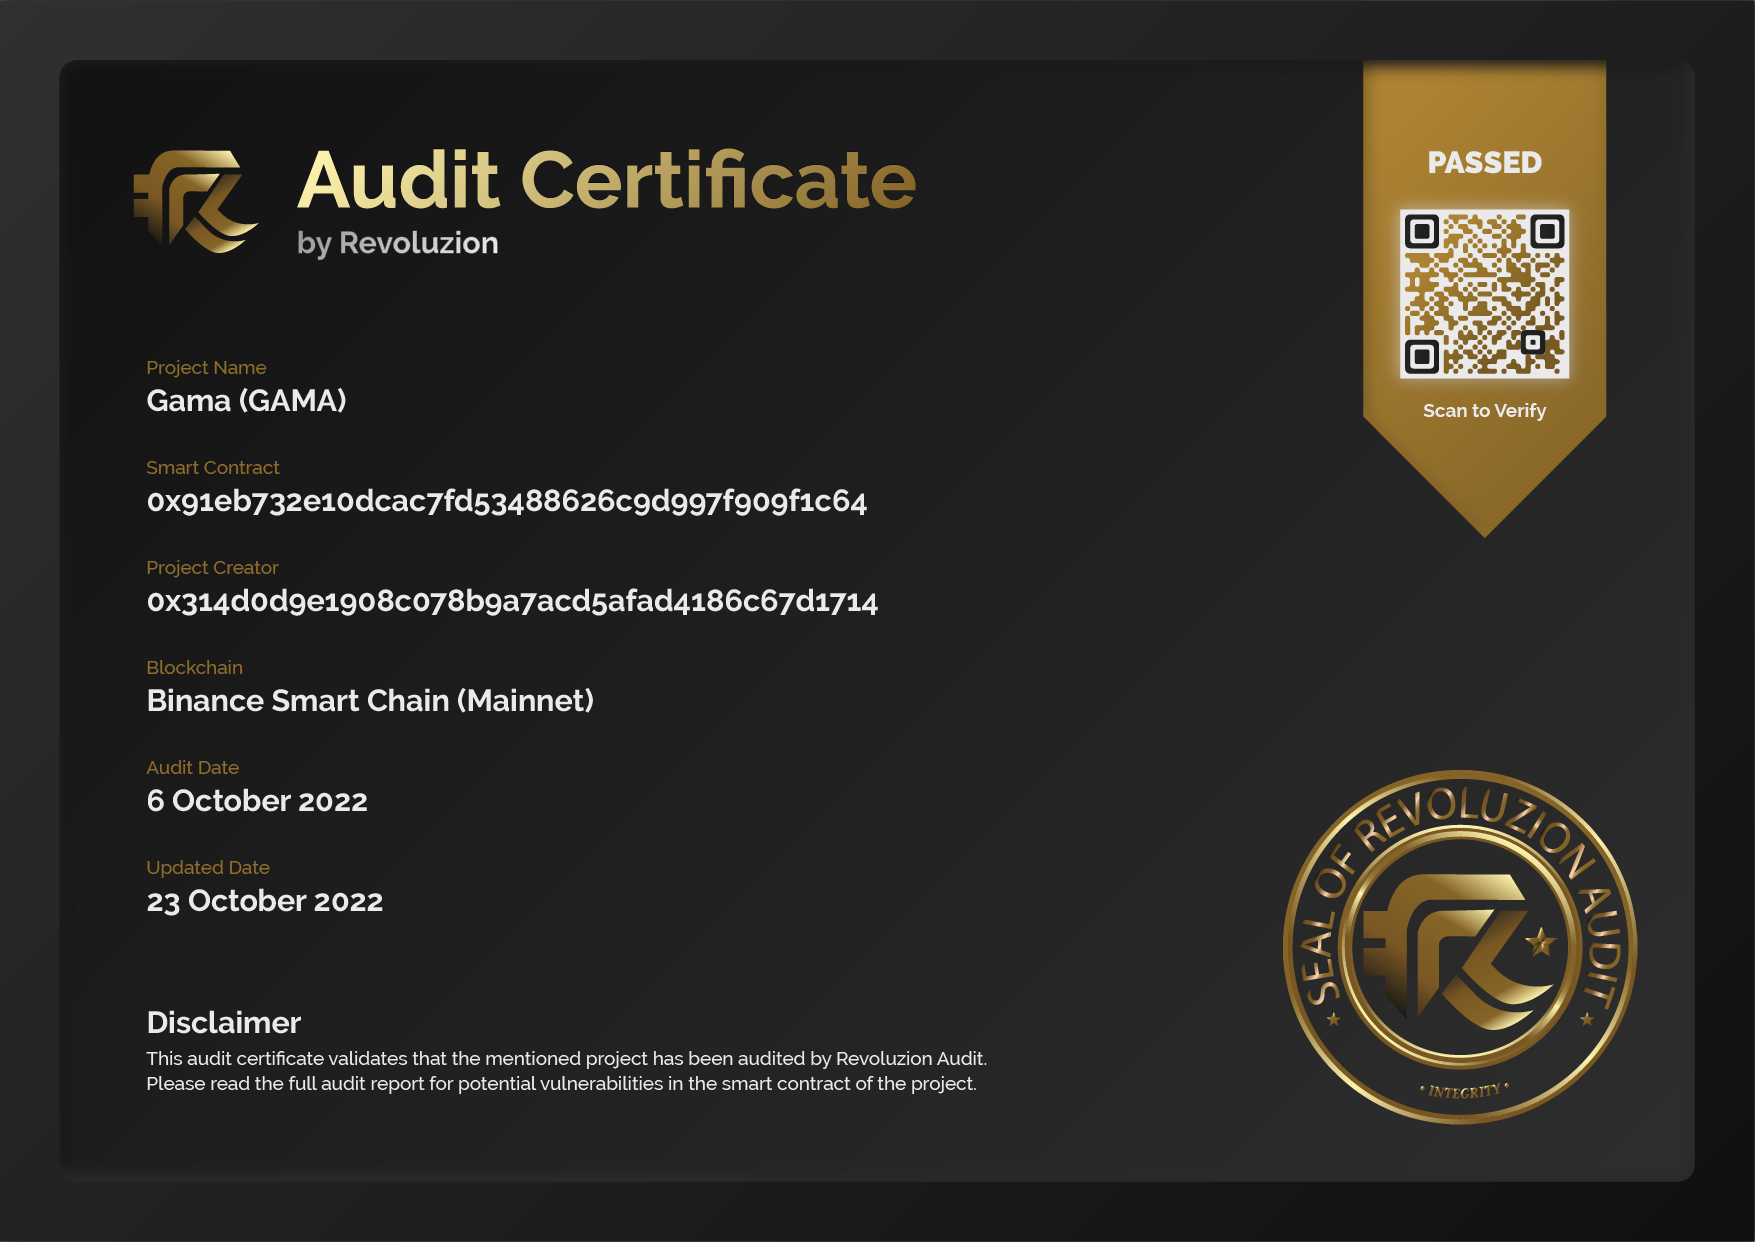 Audit Certificate
by Revoluzion
PASSED
Scan to Verify
Project Name
Gama (GAMA)
Smart Contract
0x91eb732e10dcac7fd53488626c9d997f909f1c64
Project Creator
0x314d0d9e1908c078b9a7acd5afad4186c67d1714
Blockchain
Binance Smart Chain (Mainnet)
Audit Date
6 October 2022
Updated Date
23 October 2022
Disclaimer
This audit certificate validates that the mentioned project has been audited by Revoluzion Audit.
Please read the full audit report for potential vulnerabilities in the smart contract of the project.
SEAL OF REVOLUZION AUDIT
• INTEGRITY •